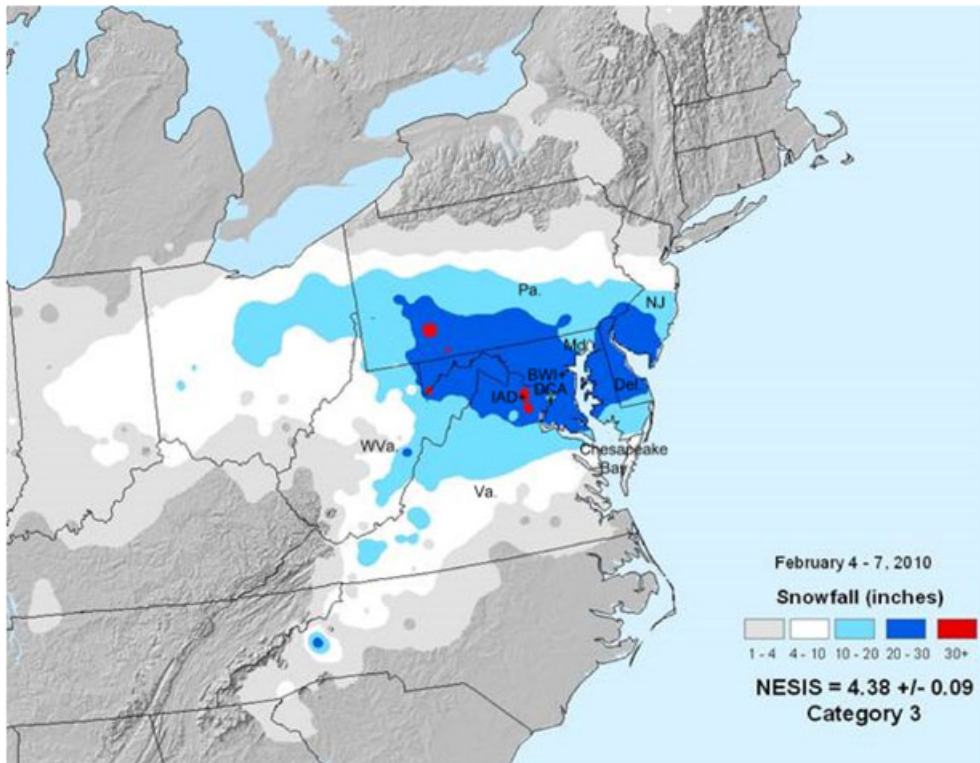 Pa.
NJ
Md.
BWI+
DCA
IAD+
Del.
WVa.
Chesapeake
Bay
Va.
February 4 - 7, 2010
Snowfall (inches)
1 - 4 4 - 10 10 - 20 20 - 30 30+
NESIS = 4.38 +/- 0.09
Category 3